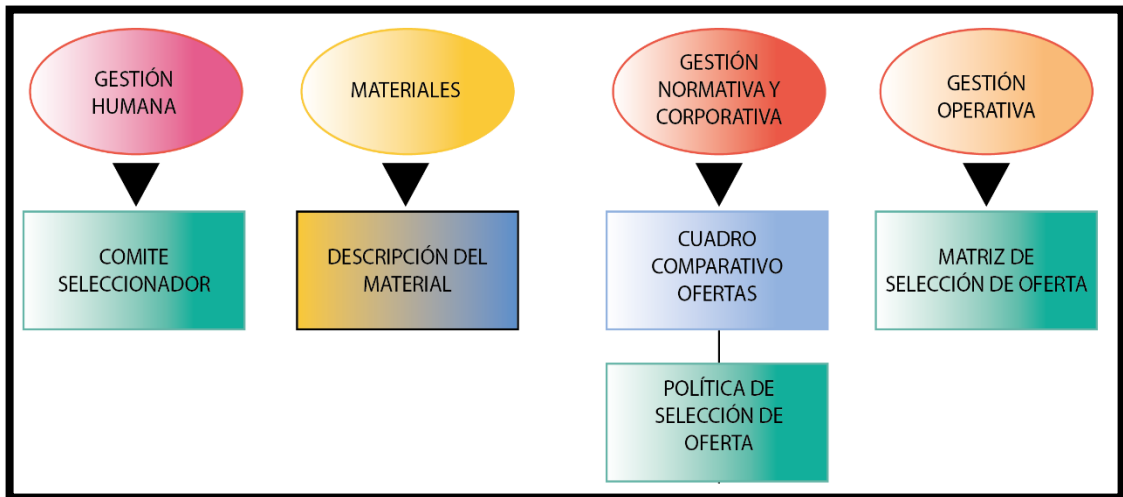 GESTIÓN
HUMANA
MATERIALES
GESTIÓN
NORMATIVA Y
CORPORATIVA
GESTIÓN
OPERATIVA
COMITE
SELECCIONADOR
DESCRIPCIÓN DEL
MATERIAL
CUADRO
COMPARATIVO
OFERTAS
MATRIZ DE
SELECCIÓN DE OFERTA
POLÍTICA DE
SELECCIÓN DE
OFERTA